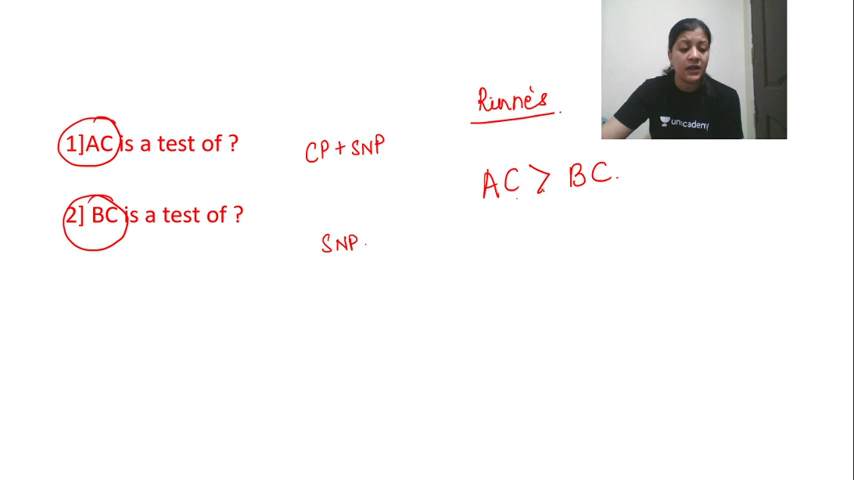 Rinne's.
unacademy
1]AC is a test of ?
CP + SNP
AC > BC.
2] BC is a test of ?
SNP.